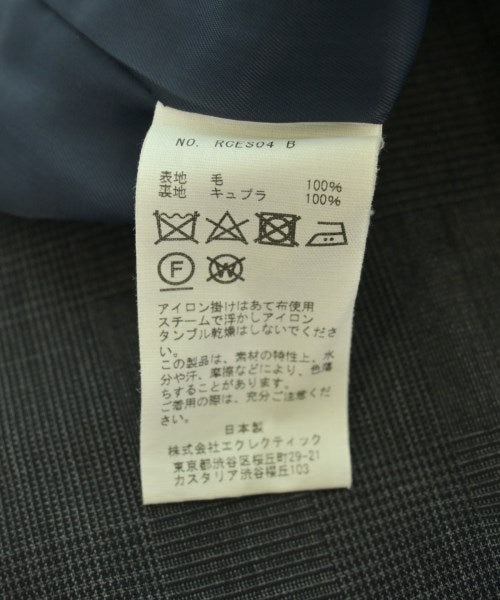 NO. RCES04 B
表地 毛 100%
裏地 キュプラ 100%
F W
アイロン掛けはあて布使用
スチームで浮かしアイロン
タンブル乾燥はしないでくださ
い。
この製品は、素材の特性上、水
分や汗、摩擦などにより、色落
ちすることがあります。
ご着用の際は、充分ご注意くだ
さい。
日本製
株式会社エクレクティック
東京都渋谷区桜丘町29-21
カスタリア渋谷櫻丘103